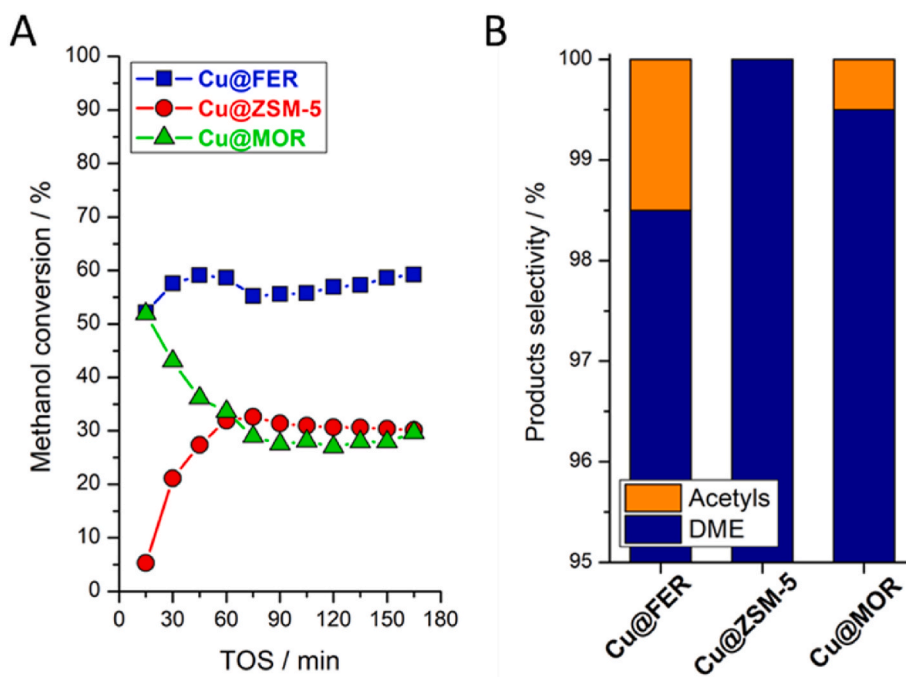 A
Methanol conversion / %
100
90
80
70
60
50
40
30
20
10
0
Cu@FER
Cu@ZSM-5
Cu@MOR
0 30 60 90 120 150 180
TOS / min
B
Products selectivity / %
100
99
98
97
96
95
Acetyls
DME
Cu@FER
Cu@ZSM-5
Cu@MOR